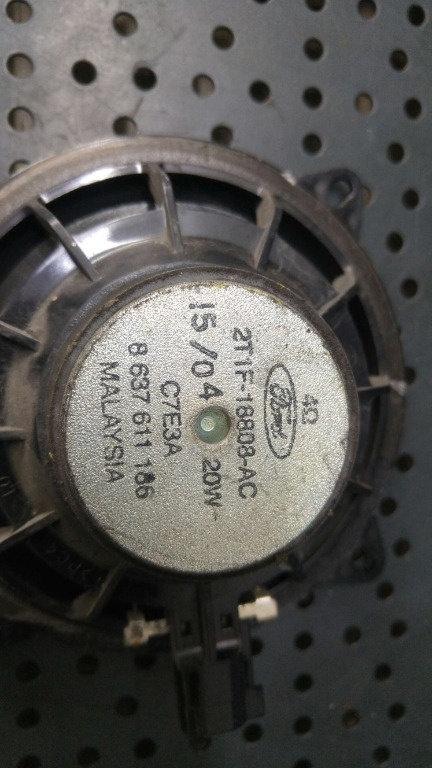 4Ω
Ford
2T1F-18808-AC
20W
15/04
C7E3A
8 637 611 186
MALAYSIA